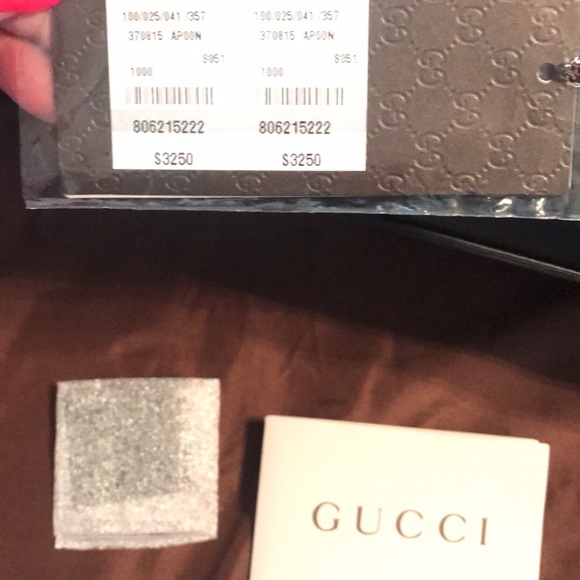 100/025/041 /357 100/025/041 /357
370815 AP00N 370815 AP00N
S051 S051
1000 1000
806215222 806215222
$3250 $3250
GUCCI